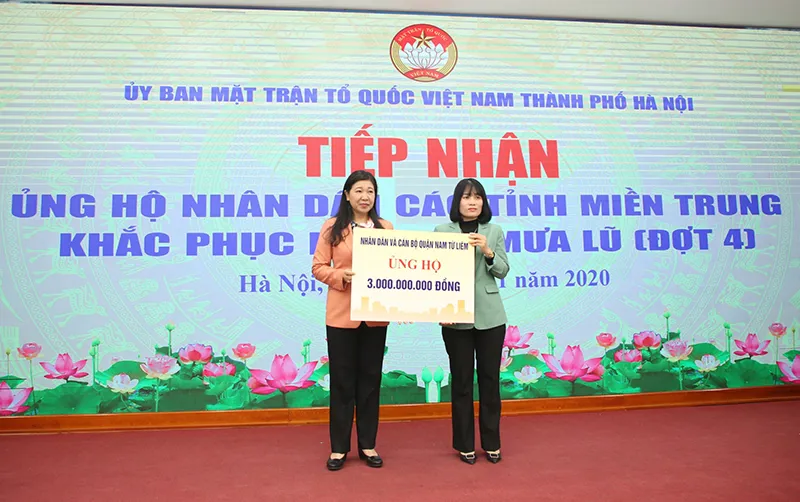 MẶT TRẬN TỔ QUỐC
VIỆT NAM
ỦY BAN MẶT TRẬN TỔ QUỐC VIỆT NAM THÀNH PHỐ HÀ NỘI
TIẾP NHẬN
ỦNG HỘ NHÂN DÂN CÁC TỈNH MIỀN TRUNG
KHẮC PHỤC MƯA LŨ (ĐỢT 4)
Hà Nội, 1 năm 2020
NHÂN DÂN VÀ CÁN BỘ QUẬN NAM TỪ LIÊM
ỦNG HỘ
3.000.000.000 ĐỒNG